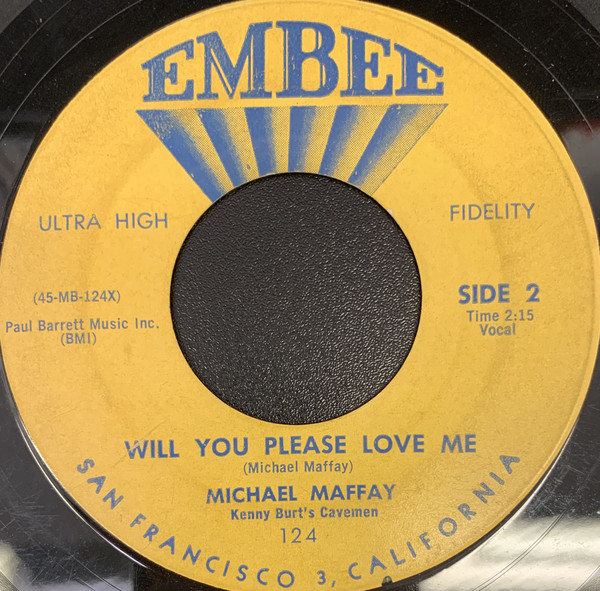 EMBEE
ULTRA HIGH FIDELITY
(45-MB-124X)
Paul Barrett Music Inc.
(BMI)
SIDE 2
Time 2:15
Vocal
WILL YOU PLEASE LOVE ME
(Michael Maffay)
MICHAEL MAFFAY
Kenny Burt's Cavemen
124
SAN FRANCISCO 3, CALIFORNIA